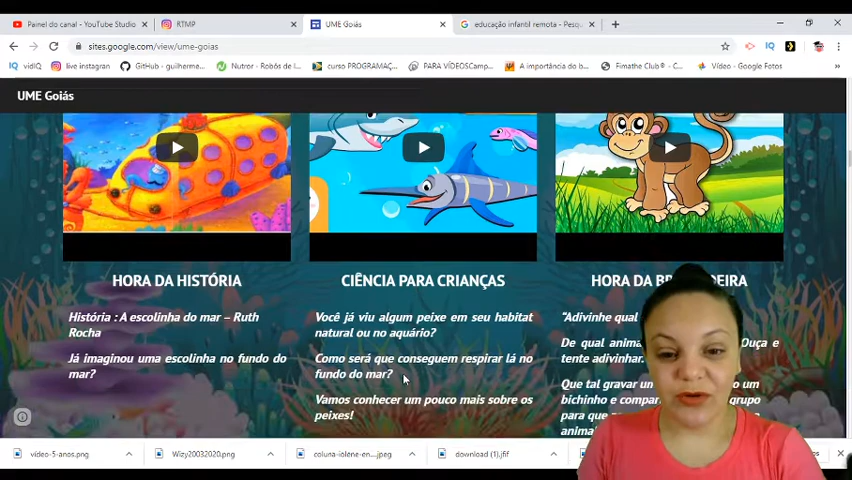 Painel do canal - YouTube Studio
RTMP
UME Goiás
educação infantil remota - Pesqu
sites.google.com/view/ume-goias
vidIQ
live instagran
GitHub - guilherme...
Nutror - Robôs de I...
curso PROGRAMAÇ...
PARA VÍDEOSCamp...
A importância do b...
Fimathe Club® - C...
Vídeo - Google Fotos
UME Goiás
HORA DA HISTÓRIA
História : A escolinha do mar – Ruth
Rocha
Já imaginou uma escolinha no fundo do
mar?
CIÊNCIA PARA CRIANÇAS
Você já viu algum peixe em seu habitat
natural ou no aquário?
Como será que conseguem respirar lá no
fundo do mar?
Vamos conhecer um pouco mais sobre os
peixes!
HORA DA BR
EIRA
"Adivinhe qual
De qual anima
Ouça e
tente adivinhar.
Que tal gravar um
o um
bichinho e compar
grupo
para que
anima
vídeo-5-anos.png
Wizy20032020.png
coluna-iolene-en....jpeg
download (1).jfif